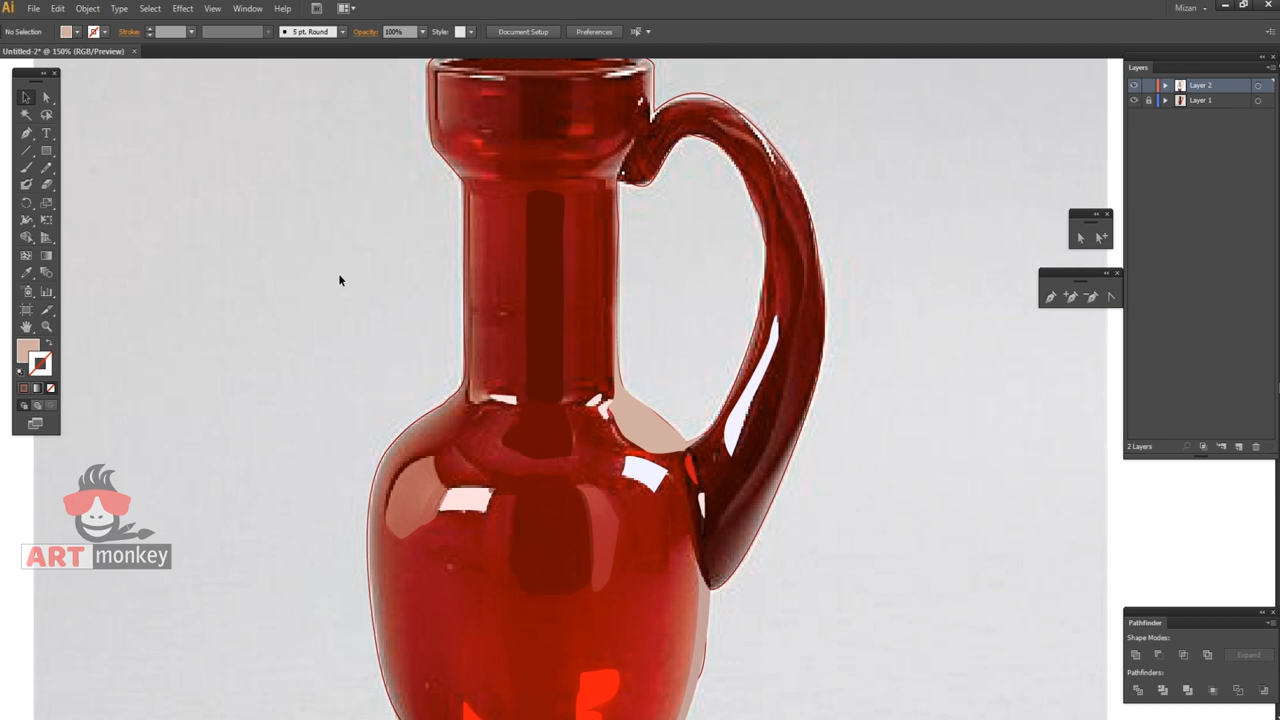 Ai File Edit Object Type Select Effect View Window Help Br Mizan
No Selection Stroke: 5 pt. Round Opacity: 100% Style: Document Setup Preferences
Untitled-2* @ 150% (RGB/Preview) ×
Layers
Layer 2
Layer 1
2 Layers
ART monkey
Pathfinder
Shape Modes:
Expand
Pathfinders: